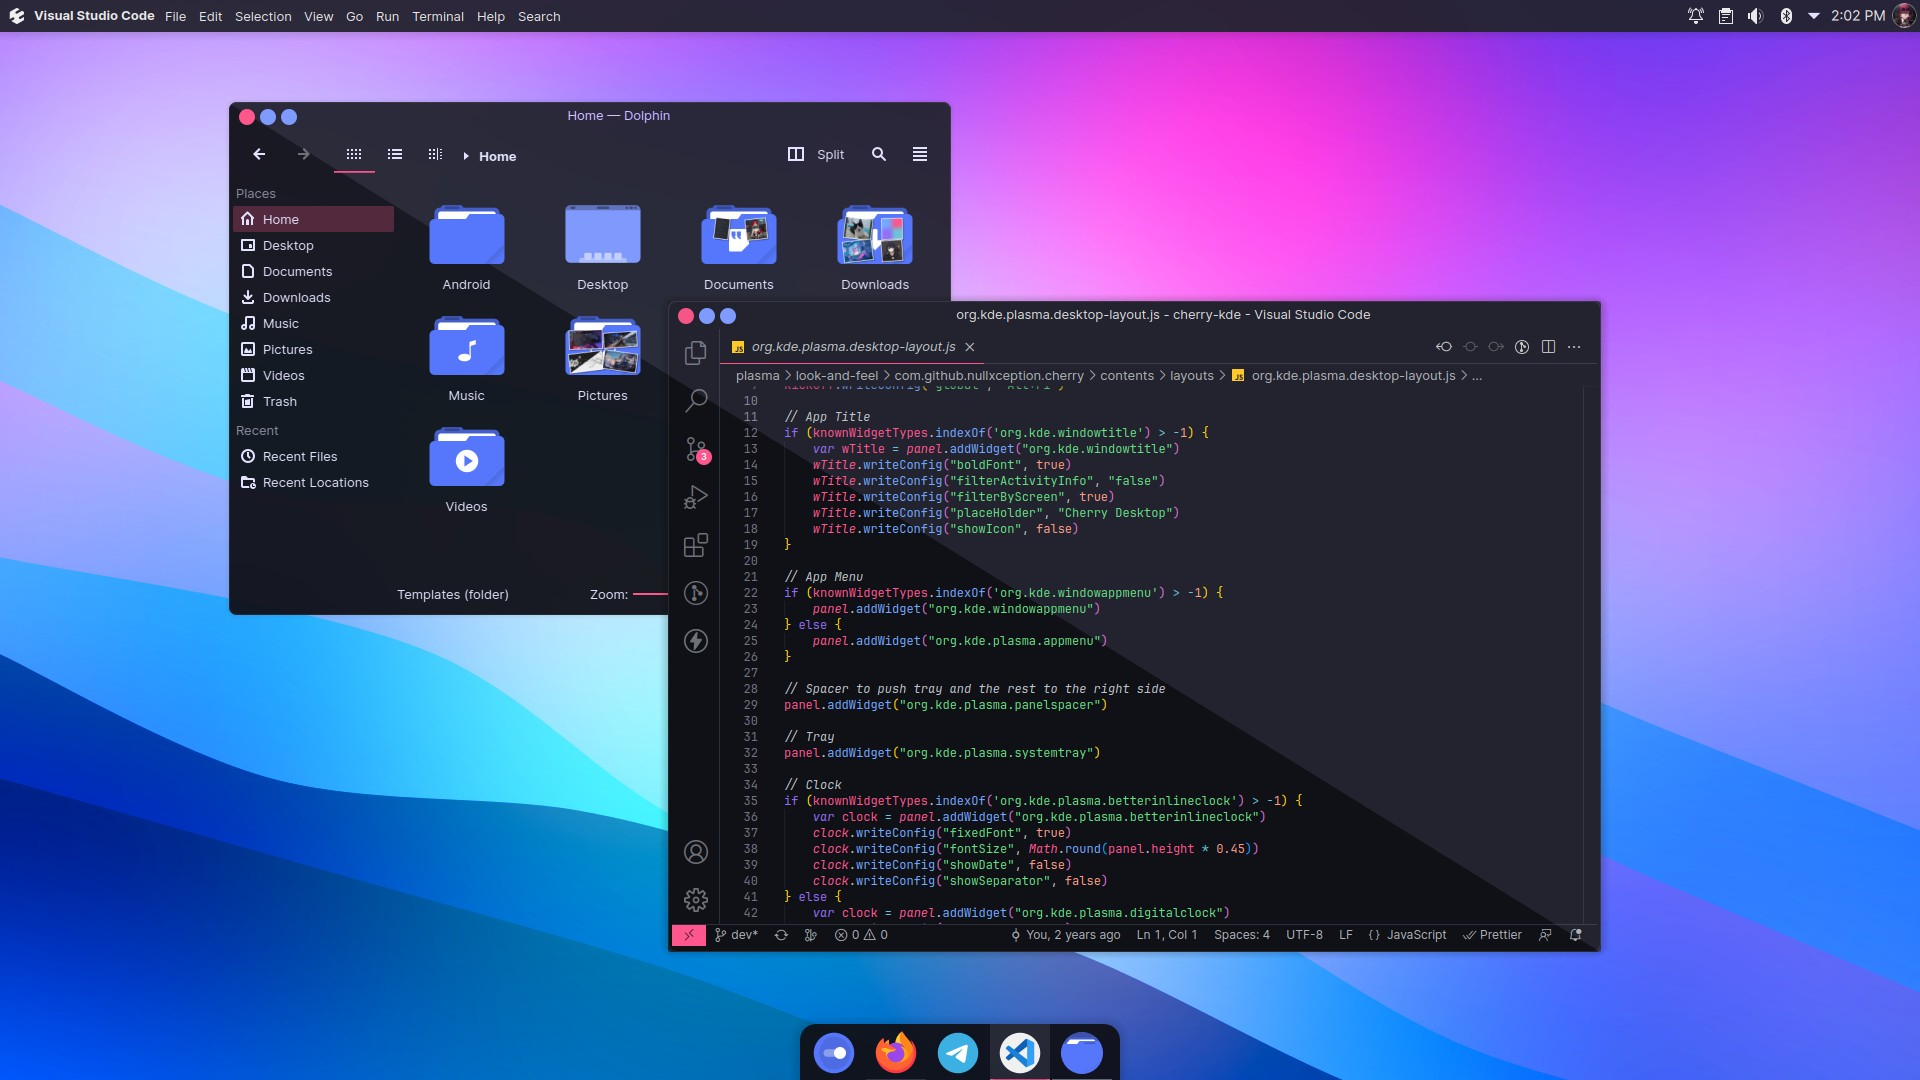 Visual Studio Code File Edit Selection View Go Run Terminal Help Search 2:02 PM
Home — Dolphin
Home Split
Places
Home
Desktop
Documents
Downloads
Music
Pictures
Videos
Trash
Recent
Recent Files
Recent Locations
Android Desktop Documents Downloads
Music Pictures
Videos
Templates (folder) Zoom:
org.kde.plasma.desktop-layout.js - cherry-kde - Visual Studio Code
JS org.kde.plasma.desktop-layout.js
plasma > look-and-feel > com.github.nullxception.cherry > contents > layouts > JS org.kde.plasma.desktop-layout.js > ...
10
11 // App Title
12 if (knownWidgetTypes.indexOf('org.kde.windowtitle') > -1) {
13 var wTitle = panel.addWidget("org.kde.windowtitle")
14 wTitle.writeConfig("boldFont", true)
15 wTitle.writeConfig("filterActivityInfo", "false")
16 wTitle.writeConfig("filterByScreen", true)
17 wTitle.writeConfig("placeHolder", "Cherry Desktop")
18 wTitle.writeConfig("showIcon", false)
19 }
20
21 // App Menu
22 if (knownWidgetTypes.indexOf('org.kde.windowappmenu') > -1) {
23 panel.addWidget("org.kde.windowappmenu")
24 } else {
25 panel.addWidget("org.kde.plasma.appmenu")
26 }
27
28 // Spacer to push tray and the rest to the right side
29 panel.addWidget("org.kde.plasma.panelspacer")
30
31 // Tray
32 panel.addWidget("org.kde.plasma.systemtray")
33
34 // Clock
35 if (knownWidgetTypes.indexOf('org.kde.plasma.betterinlineclock') > -1) {
36 var clock = panel.addWidget("org.kde.plasma.betterinlineclock")
37 clock.writeConfig("fixedFont", true)
38 clock.writeConfig("fontSize", Math.round(panel.height * 0.45))
39 clock.writeConfig("showDate", false)
40 clock.writeConfig("showSeparator", false)
41 } else {
42 var clock = panel.addWidget("org.kde.plasma.digitalclock")
3
dev* 0 0 You, 2 years ago Ln 1, Col 1 Spaces: 4 UTF-8 LF {} JavaScript Prettier